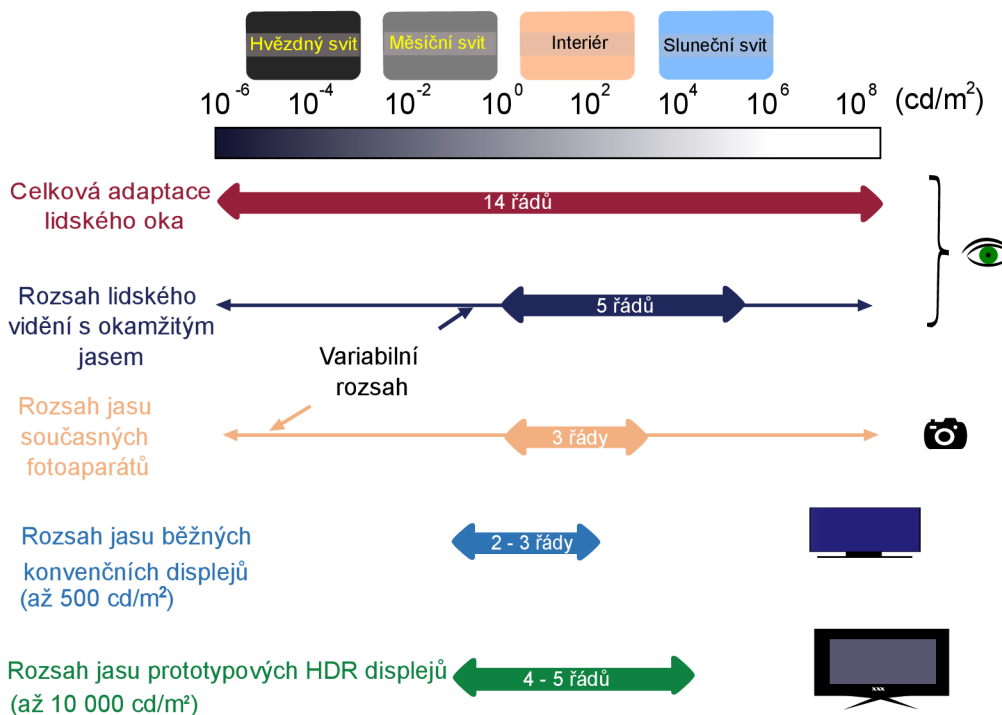 Hvězdný svit
Měsíční svit
Interiér
Sluneční svit
10⁻⁶ 10⁻⁴ 10⁻² 10⁰ 10² 10⁴ 10⁶ 10⁸ (cd/m²)
Celková adaptace
lidského oka
14 řádů
Rozsah lidského
vidění s okamžitým
jasem
5 řádů
Variabilní
rozsah
Rozsah jasu
současných
fotoaparátů
3 řády
Rozsah jasu běžných
konvenčních displejů
(až 500 cd/m²)
2 - 3 řády
Rozsah jasu prototypových HDR displejů
(až 10 000 cd/m²)
4 - 5 řádů
xxx